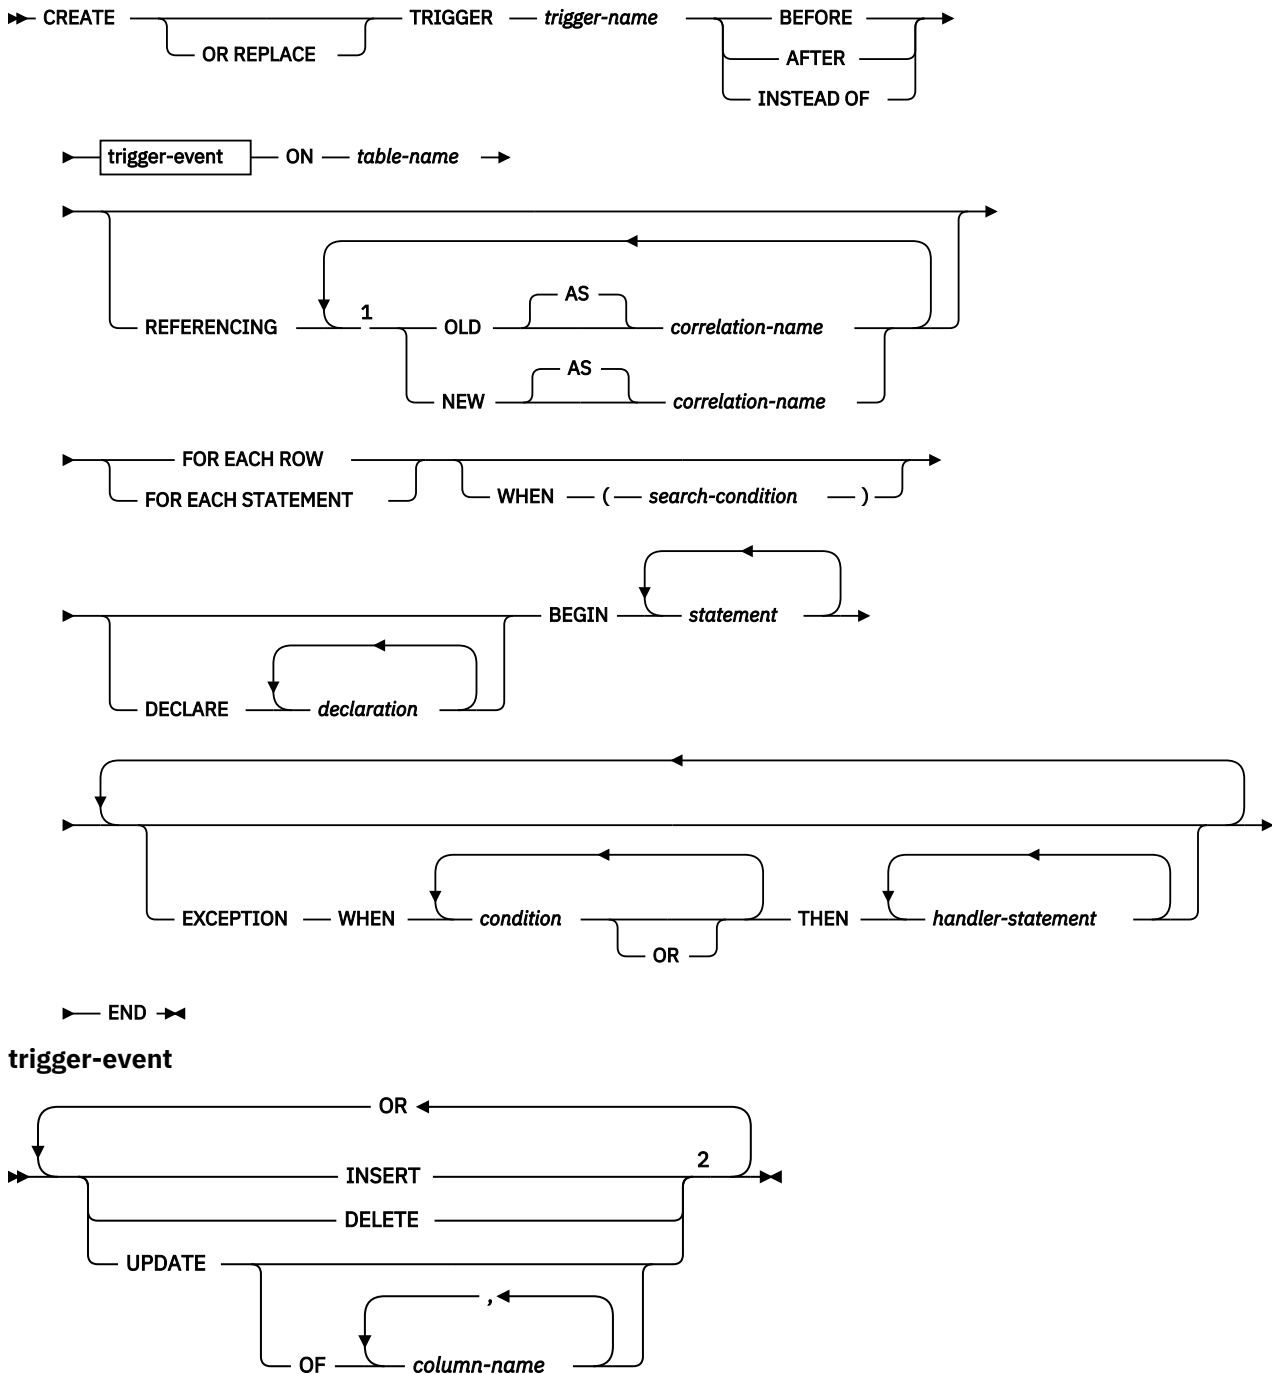 CREATE TRIGGER trigger-name BEFORE
OR REPLACE AFTER
INSTEAD OF
trigger-event ON table-name
AS
REFERENCING 1 OLD correlation-name
AS
NEW correlation-name
FOR EACH ROW
FOR EACH STATEMENT WHEN ( search-condition )
BEGIN statement
DECLARE declaration
EXCEPTION WHEN condition THEN handler-statement
OR
END
trigger-event
OR
INSERT 2
DELETE
UPDATE
,
OF column-name